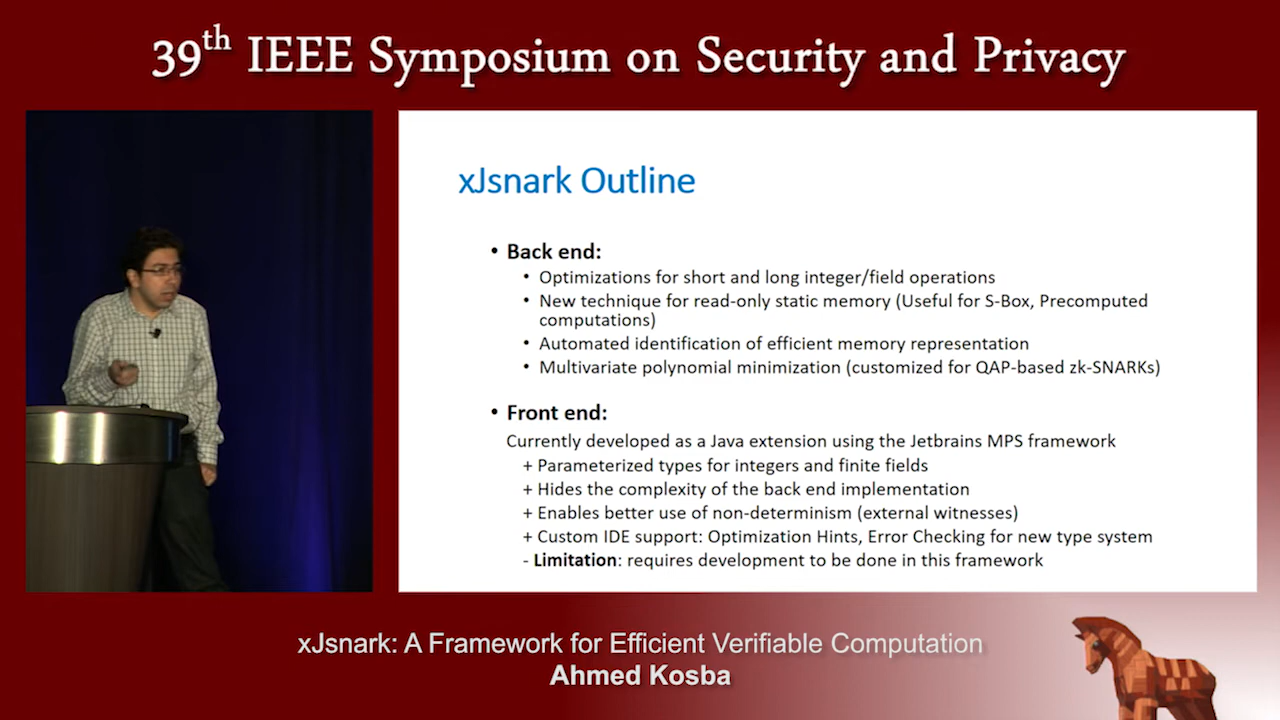 39th IEEE Symposium on Security and Privacy
xJsnark Outline
• Back end:
• Optimizations for short and long integer/field operations
• New technique for read-only static memory (Useful for S-Box, Precomputed
computations)
• Automated identification of efficient memory representation
• Multivariate polynomial minimization (customized for QAP-based zk-SNARKs)
• Front end:
Currently developed as a Java extension using the Jetbrains MPS framework
+ Parameterized types for integers and finite fields
+ Hides the complexity of the back end implementation
+ Enables better use of non-determinism (external witnesses)
+ Custom IDE support: Optimization Hints, Error Checking for new type system
- Limitation: requires development to be done in this framework
xJsnark: A Framework for Efficient Verifiable Computation
Ahmed Kosba